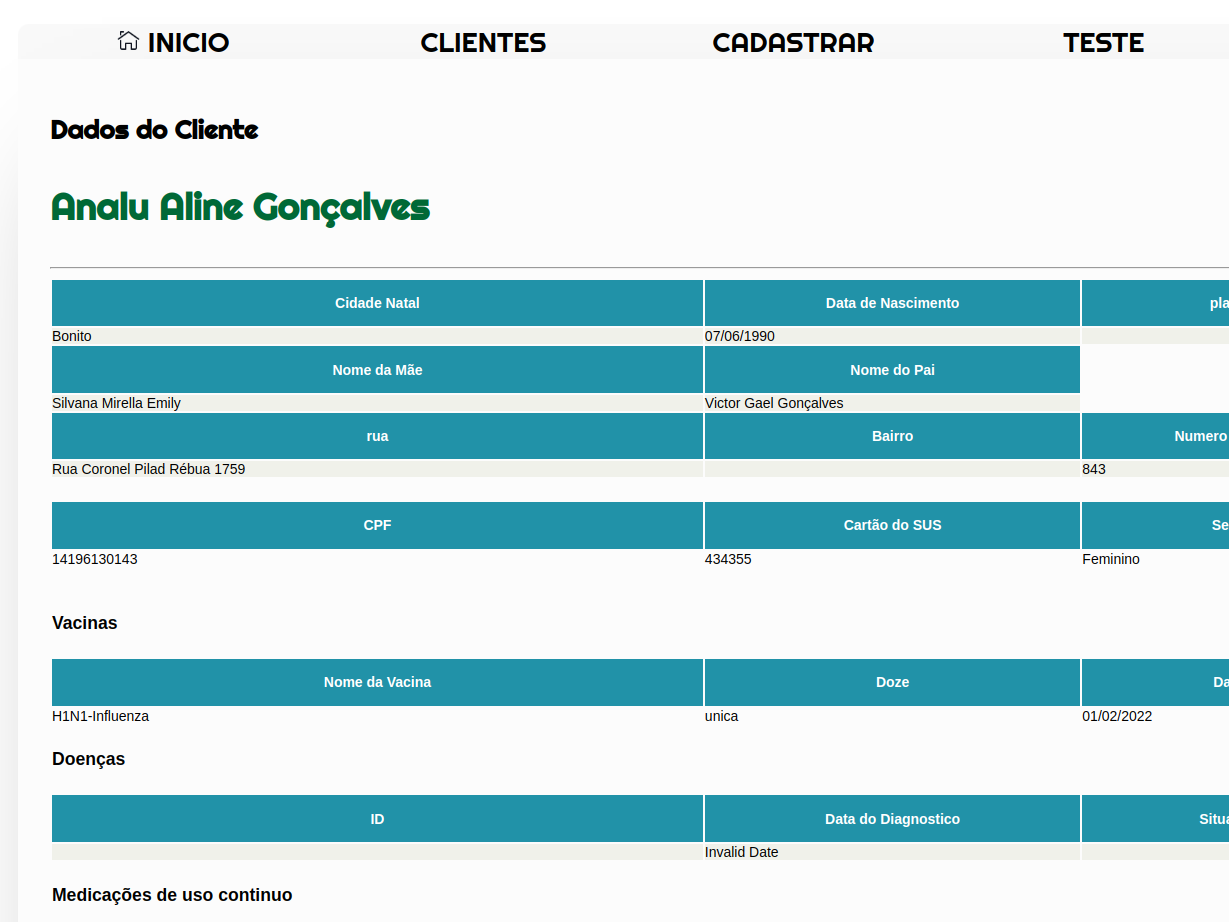 INICIO CLIENTES CADASTRAR TESTE
Dados do Cliente
Analu Aline Gonçalves
Cidade Natal Data de Nascimento pla
Bonito 07/06/1990
Nome da Mãe Nome do Pai
Silvana Mirella Emily Victor Gael Gonçalves
rua Bairro Numero
Rua Coronel Pilad Rébua 1759 843
CPF Cartão do SUS Se
14196130143 434355 Feminino
Vacinas
Nome da Vacina Doze Da
H1N1-Influenza unica 01/02/2022
Doenças
ID Data do Diagnostico Situa
Invalid Date
Medicações de uso continuo